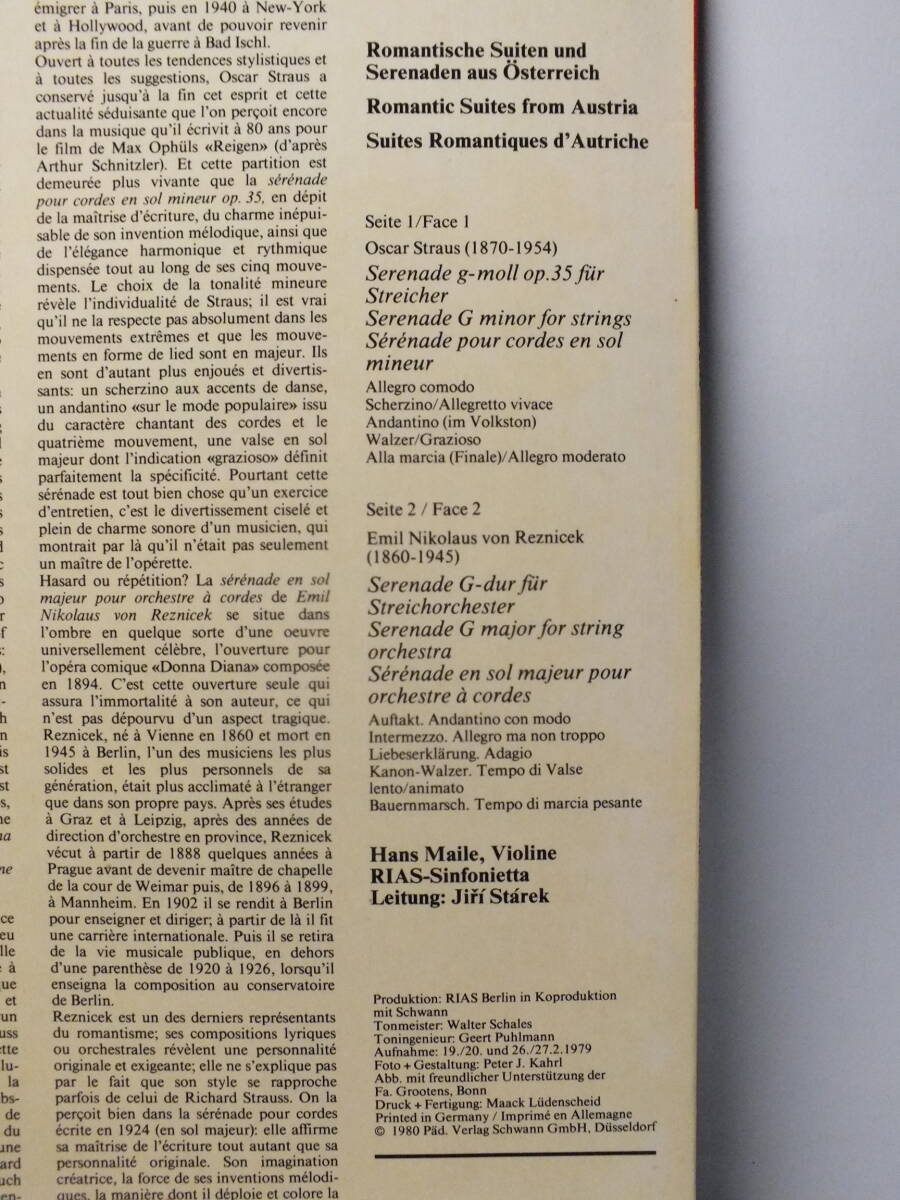 émigrer à Paris, puis en 1940 à New-York
et à Hollywood, avant de pouvoir revenir
après la fin de la guerre à Bad Ischl.
Ouvert à toutes les tendences stylistiques et
à toutes les suggestions, Oscar Straus a
conservé jusqu'à la fin cet esprit et cette
actualité séduisante que l'on perçoit encore
dans la musique qu'il écrivit à 80 ans pour
le film de Max Ophüls «Reigen» (d'après
Arthur Schnitzler). Et cette partition est
demeurée plus vivante que la sérénade
pour cordes en sol mineur op. 35, en dépit
de la maîtrise d'écriture, du charme inépui-
sable de son invention mélodique, ainsi que
de l'élégance harmonique et rythmique
dispensée tout au long de ses cinq mouve-
ments. Le choix de la tonalité mineure
révèle l'individualité de Straus; il est vrai
qu'il ne la respecte pas absolument dans les
mouvements extrêmes et que les mouve-
ments en forme de lied sont en majeur. Ils
en sont d'autant plus enjoués et divertis-
sants: un scherzino aux accents de danse,
un andantino «sur le mode populaire» issu
du caractère chantant des cordes et le
quatrième mouvement, une valse en sol
majeur dont l'indication «grazioso» définit
parfaitement la spécificité. Pourtant cette
sérénade est tout bien chose qu'un exercice
d'entretien, c'est le divertissement ciselé et
plein de charme sonore d'un musicien, qui
montrait par là qu'il n'était pas seulement
un maître de l'opérette.
Hasard ou répétition? La sérénade en sol
majeur pour orchestre à cordes de Emil
Nikolaus von Reznicek se situe dans
l'ombre en quelque sorte d'une oeuvre
universellement célèbre, l'ouverture pour
l'opéra comique «Donna Diana» composée
en 1894. C'est cette ouverture seule qui
assura l'immortalité à son auteur, ce qui
n'est pas dépourvu d'un aspect tragique.
Reznicek, né à Vienne en 1860 et mort en
1945 à Berlin, l'un des musiciens les plus
solides et les plus personnels de sa
génération, était plus acclimaté à l'étranger
que dans son propre pays. Après ses études
à Graz et à Leipzig, après des années de
direction d'orchestre en province, Reznicek
vécut à partir de 1888 quelques années à
Prague avant de devenir maître de chapelle
de la cour de Weimar puis, de 1896 à 1899,
à Mannheim. En 1902 il se rendit à Berlin
pour enseigner et diriger; à partir de là il fit
une carrière internationale. Puis il se retira
de la vie musicale publique, en dehors
d'une parenthèse de 1920 à 1926, lorsqu'il
enseigna la composition au conservatoire
de Berlin.
Reznicek est un des derniers représentants
du romantisme; ses compositions lyriques
ou orchestrales révèlent une personnalité
originale et exigeante; elle ne s'explique pas
par le fait que son style se rapproche
parfois de celui de Richard Strauss. On la
perçoit bien dans la sérénade pour cordes
écrite en 1924 (en sol majeur): elle affirme
sa maîtrise de l'écriture tout autant que sa
personnalité originale. Son imagination
créatrice, la force de ses inventions mélodi-
ques, la manière dont il déploie et colore la
Romantische Suiten und
Serenaden aus Österreich
Romantic Suites from Austria
Suites Romantiques d'Autriche
Seite 1/Face 1
Oscar Straus (1870-1954)
Serenade g-moll op.35 für
Streicher
Serenade G minor for strings
Sérénade pour cordes en sol
mineur
Allegro comodo
Scherzino/Allegretto vivace
Andantino (im Volkston)
Walzer/Grazioso
Alla marcia (Finale)/Allegro moderato
Seite 2 / Face 2
Emil Nikolaus von Reznicek
(1860-1945)
Serenade G-dur für
Streichorchester
Serenade G major for string
orchestra
Sérénade en sol majeur pour
orchestre à cordes
Auftakt. Andantino con modo
Intermezzo. Allegro ma non troppo
Liebeserklärung. Adagio
Kanon-Walzer. Tempo di Valse
lento/animato
Bauernmarsch. Tempo di marcia pesante
Hans Maile, Violine
RIAS-Sinfonietta
Leitung: Jiří Stárek
Produktion: RIAS Berlin in Koproduktion
mit Schwann
Tonmeister: Walter Schales
Toningenieur: Geert Puhlmann
Aufnahme: 19./20. und 26./27.2.1979
Foto + Gestaltung: Peter J. Kahrl
Abb. mit freundlicher Unterstützung der
Fa. Grootens, Bonn
Druck + Fertigung: Maack Lüdenscheid
Printed in Germany / Imprimé en Allemagne
© 1980 Päd. Verlag Schwann GmbH, Düsseldorf